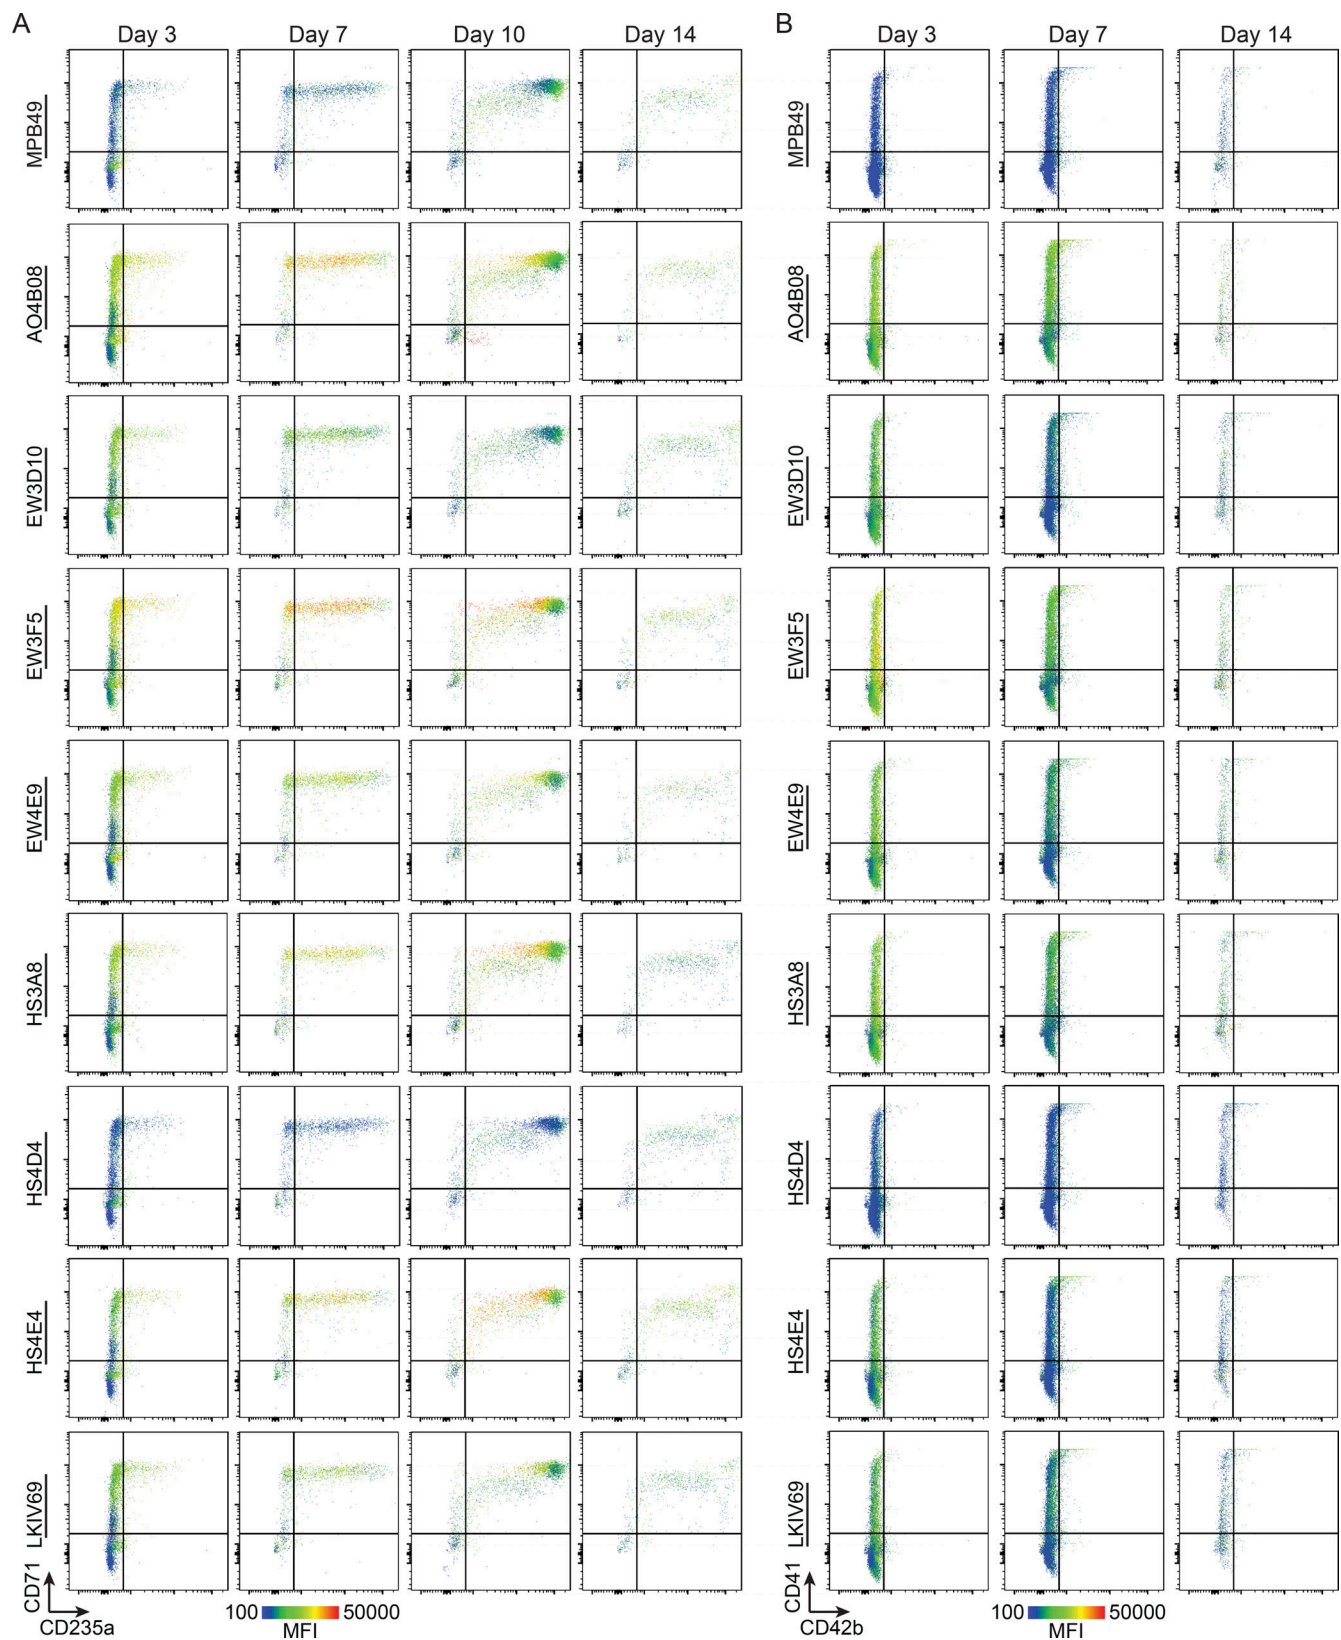 A
B
Day 3 Day 7 Day 10 Day 14
Day 3 Day 7 Day 14
MPB49
MPB49
AO4B08
AO4B08
EW3D10
EW3D10
EW3F5
EW3F5
EW4E9
EW4E9
HS3A8
HS3A8
HS4D4
HS4D4
HS4E4
HS4E4
LKIV69
LKIV69
CD71
CD235a
100 50000
MFI
CD41
CD42b
100 50000
MFI